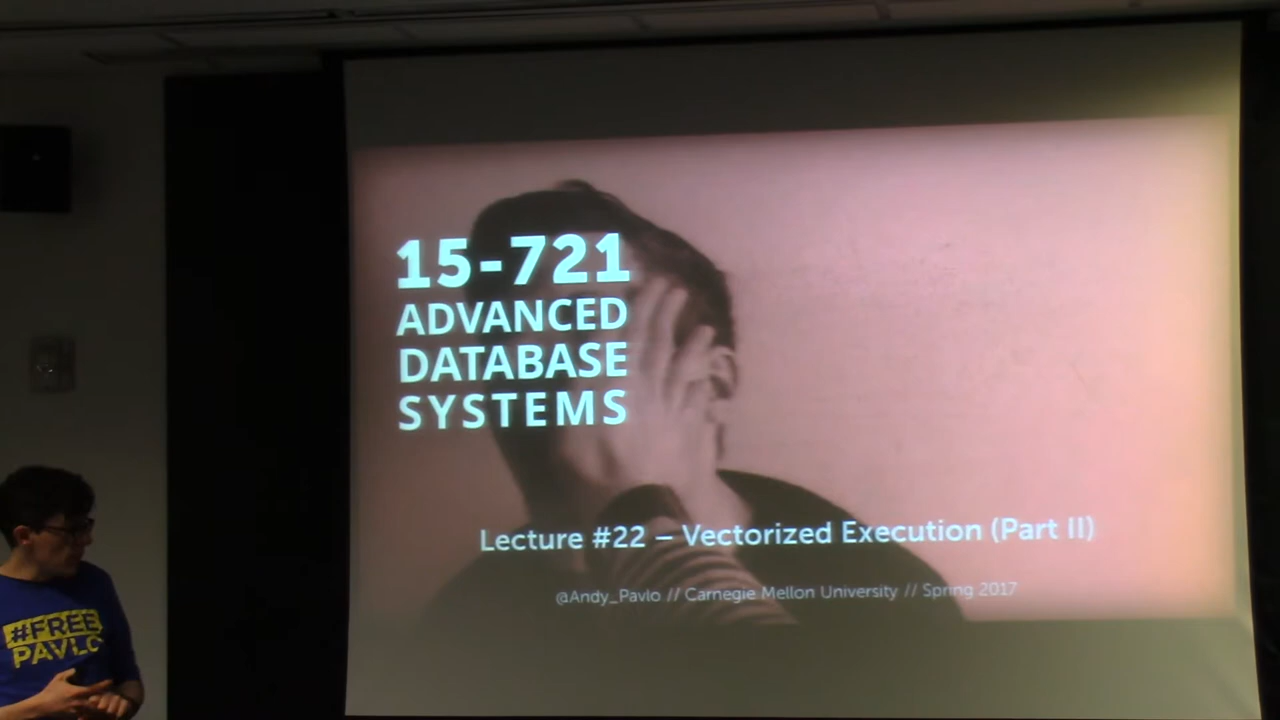 15-721
ADVANCED
DATABASE
SYSTEMS
Lecture #22 – Vectorized Execution (Part II)
@Andy_Pavlo // Carnegie Mellon University // Spring 2017
#FREE
PAVLO